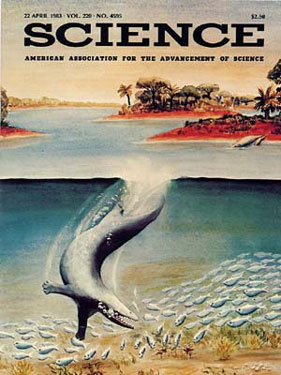 22 APRIL 1983 · VOL. 220 · NO. 4595
$2.50
SCIENCE
AMERICAN ASSOCIATION FOR THE ADVANCEMENT OF SCIENCE